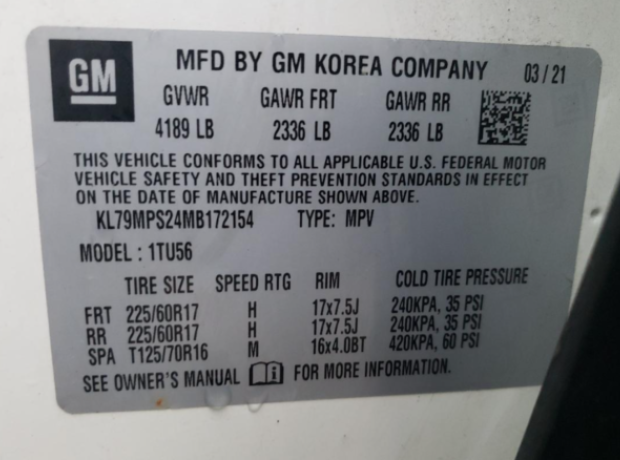 GM MFD BY GM KOREA COMPANY 03/21
GVWR GAWR FRT GAWR RR
4189 LB 2336 LB 2336 LB
THIS VEHICLE CONFORMS TO ALL APPLICABLE U.S. FEDERAL MOTOR
VEHICLE SAFETY AND THEFT PREVENTION STANDARDS IN EFFECT
ON THE DATE OF MANUFACTURE SHOWN ABOVE.
KL79MPS24MB172154 TYPE: MPV
MODEL: 1TU56
TIRE SIZE SPEED RTG RIM COLD TIRE PRESSURE
FRT 225/60R17 H 17x7.5J 240KPA, 35 PSI
RR 225/60R17 H 17x7.5J 240KPA, 35 PSI
SPA T125/70R16 M 16x4.0BT 420KPA, 60 PSI
SEE OWNER'S MANUAL FOR MORE INFORMATION.